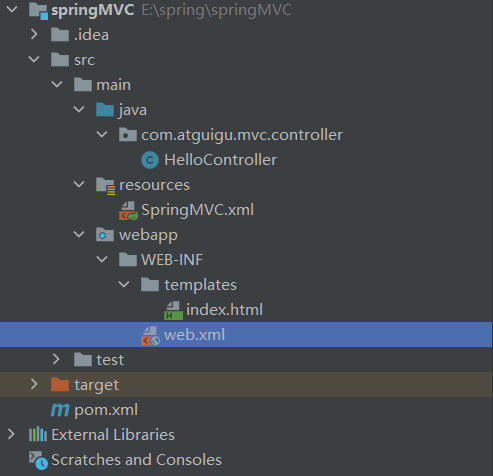 springMVC E:\spring\springMVC
.idea
src
main
java
com.atguigu.mvc.controller
HelloController
resources
SpringMVC.xml
webapp
WEB-INF
templates
index.html
web.xml
test
target
pom.xml
External Libraries
Scratches and Consoles